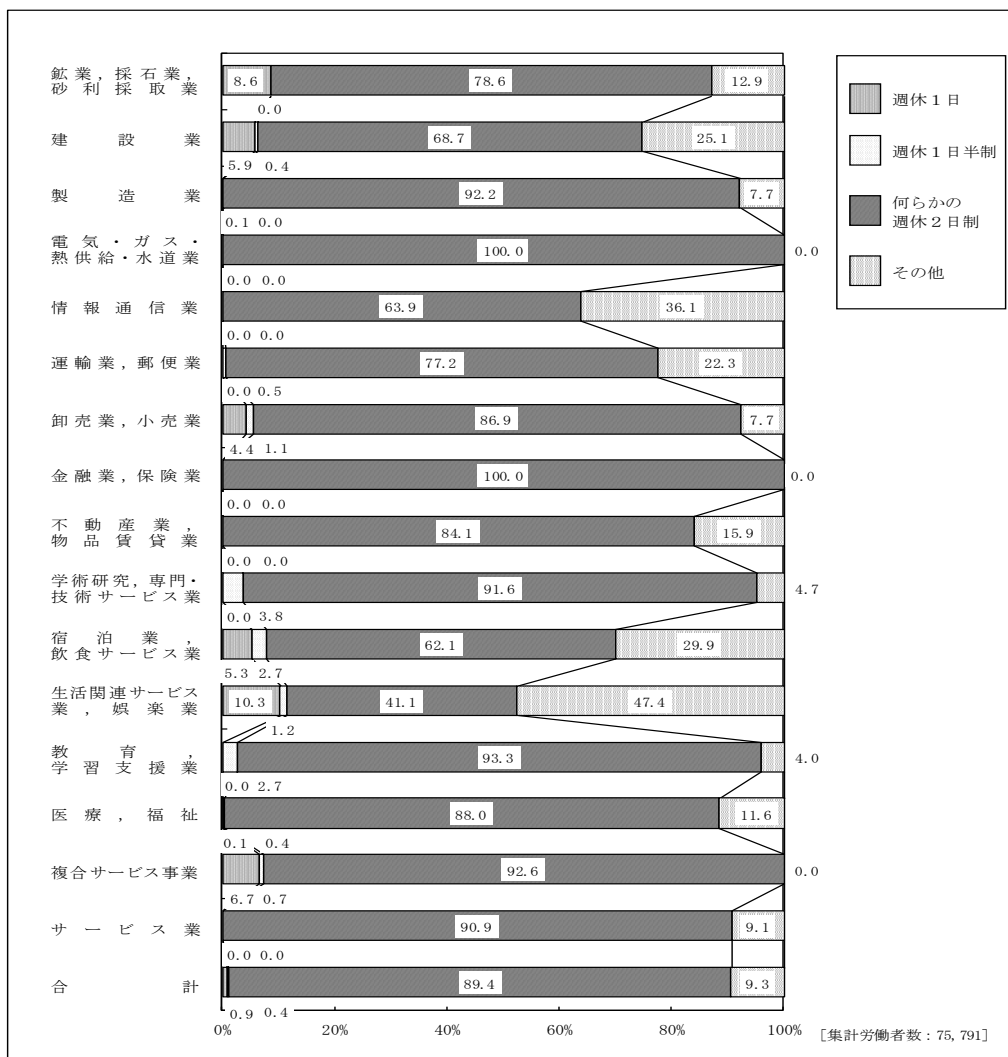 鉱業，採石業，
砂利採取業
8.6
78.6
12.9
0.0
建設業
68.7
25.1
5.9 0.4
製造業
92.2
7.7
0.1 0.0
電気・ガス・
熱供給・水道業
100.0
0.0
0.0 0.0
情報通信業
63.9
36.1
0.0 0.0
運輸業，郵便業
77.2
22.3
0.0 0.5
卸売業，小売業
86.9
7.7
4.4 1.1
金融業，保険業
100.0
0.0
0.0 0.0
不動産業，
物品賃貸業
84.1
15.9
0.0 0.0
学術研究，専門・
技術サービス業
91.6
4.7
0.0 3.8
宿泊業，
飲食サービス業
62.1
29.9
5.3 2.7
生活関連サービス
業，娯楽業
10.3
41.1
47.4
1.2
教育，
学習支援業
93.3
4.0
0.0 2.7
医療，福祉
88.0
11.6
0.1 0.4
複合サービス事業
92.6
0.0
6.7 0.7
サービス業
90.9
9.1
0.0 0.0
合計
89.4
9.3
0.9 0.4
0% 20% 40% 60% 80% 100%
[集計労働者数：75,791]
週休1日
週休1日半制
何らかの
週休2日制
その他